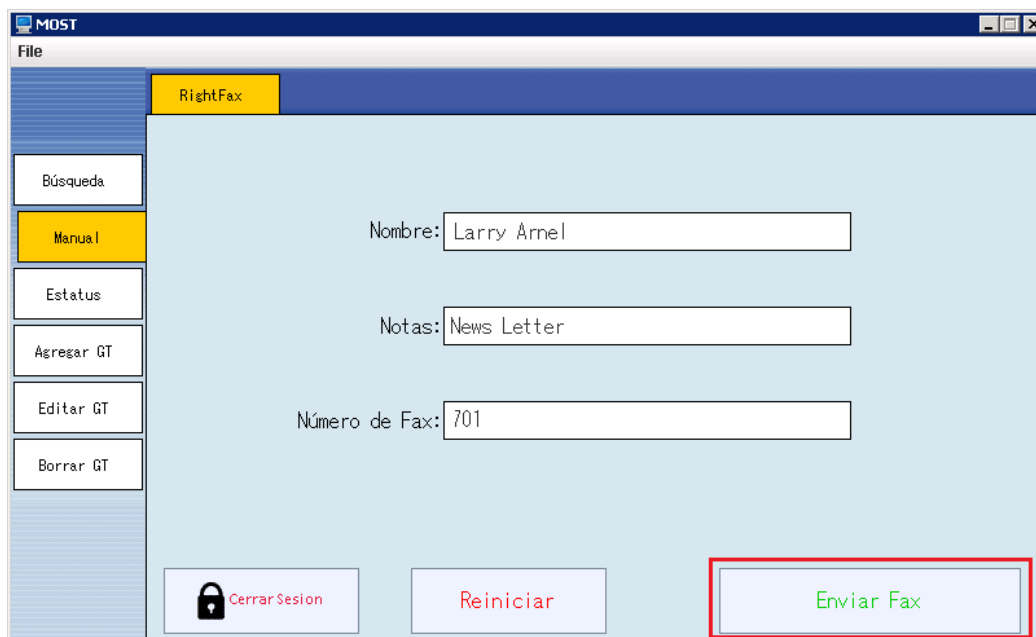 MOST
File
RightFax
Búsqueda
Manual
Estatus
Agregar GT
Editar GT
Borrar GT
Nombre: Larry Arnel
Notas: News Letter
Número de Fax: 701
Cerrar Sesion
Reiniciar
Enviar Fax